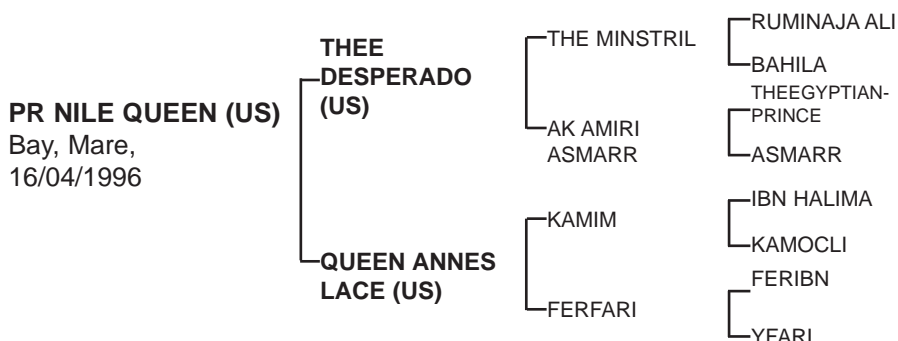 PR NILE QUEEN (US)
Bay, Mare,
16/04/1996
THEE
DESPERADO
(US)
QUEEN ANNES
LACE (US)
THE MINSTRIL
AK AMIRI
ASMARR
KAMIM
FERFARI
RUMINAJA ALI
BAHILA
THEEGYPTIAN-
PRINCE
ASMARR
IBN HALIMA
KAMOCLI
FERIBN
YFARI